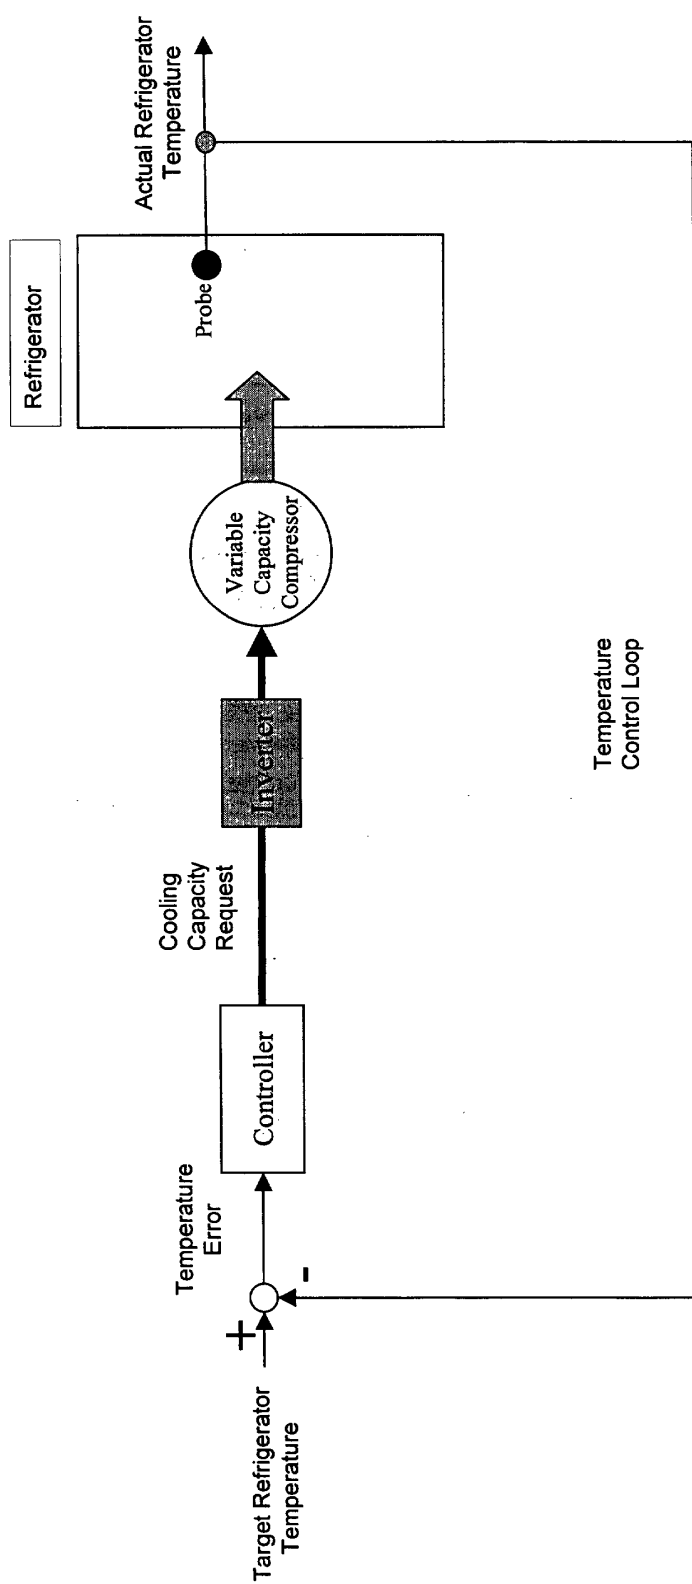 Target Refrigerator
Temperature
+
-
Temperature
Error
Controller
Cooling
Capacity
Request
Inverter
Variable
Capacity
Compressor
Refrigerator
Probe
Actual Refrigerator
Temperature
Temperature
Control Loop